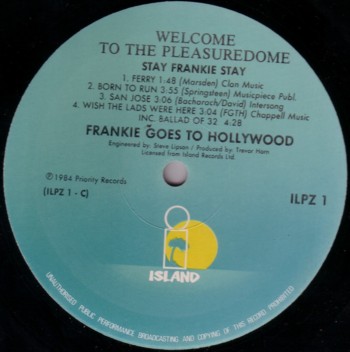 WELCOME
TO THE PLEASUREDOME
STAY FRANKIE STAY
1. FERRY 1:48 (Marsden) Clan Music
2. BORN TO RUN 3:55 (Springsteen) Musicpiece Publ.
3. SAN JOSE 3:06 (Bacharach/David) Intersong
4. WISH THE LADS WERE HERE 3:04 (FGTH) Chappell Music
INC. BALLAD OF 32 4:28
FRANKIE GOES TO HOLLYWOOD
Engineered by: Steve Lipson / Produced by: Trevor Horn
Licensed from Island Records Ltd
℗ 1984 Priority Records
(ILPZ 1 - C)
ILPZ 1
ISLAND
UNAUTHORISED PUBLIC PERFORMANCE BROADCASTING AND COPYING OF THIS RECORD PROHIBITED